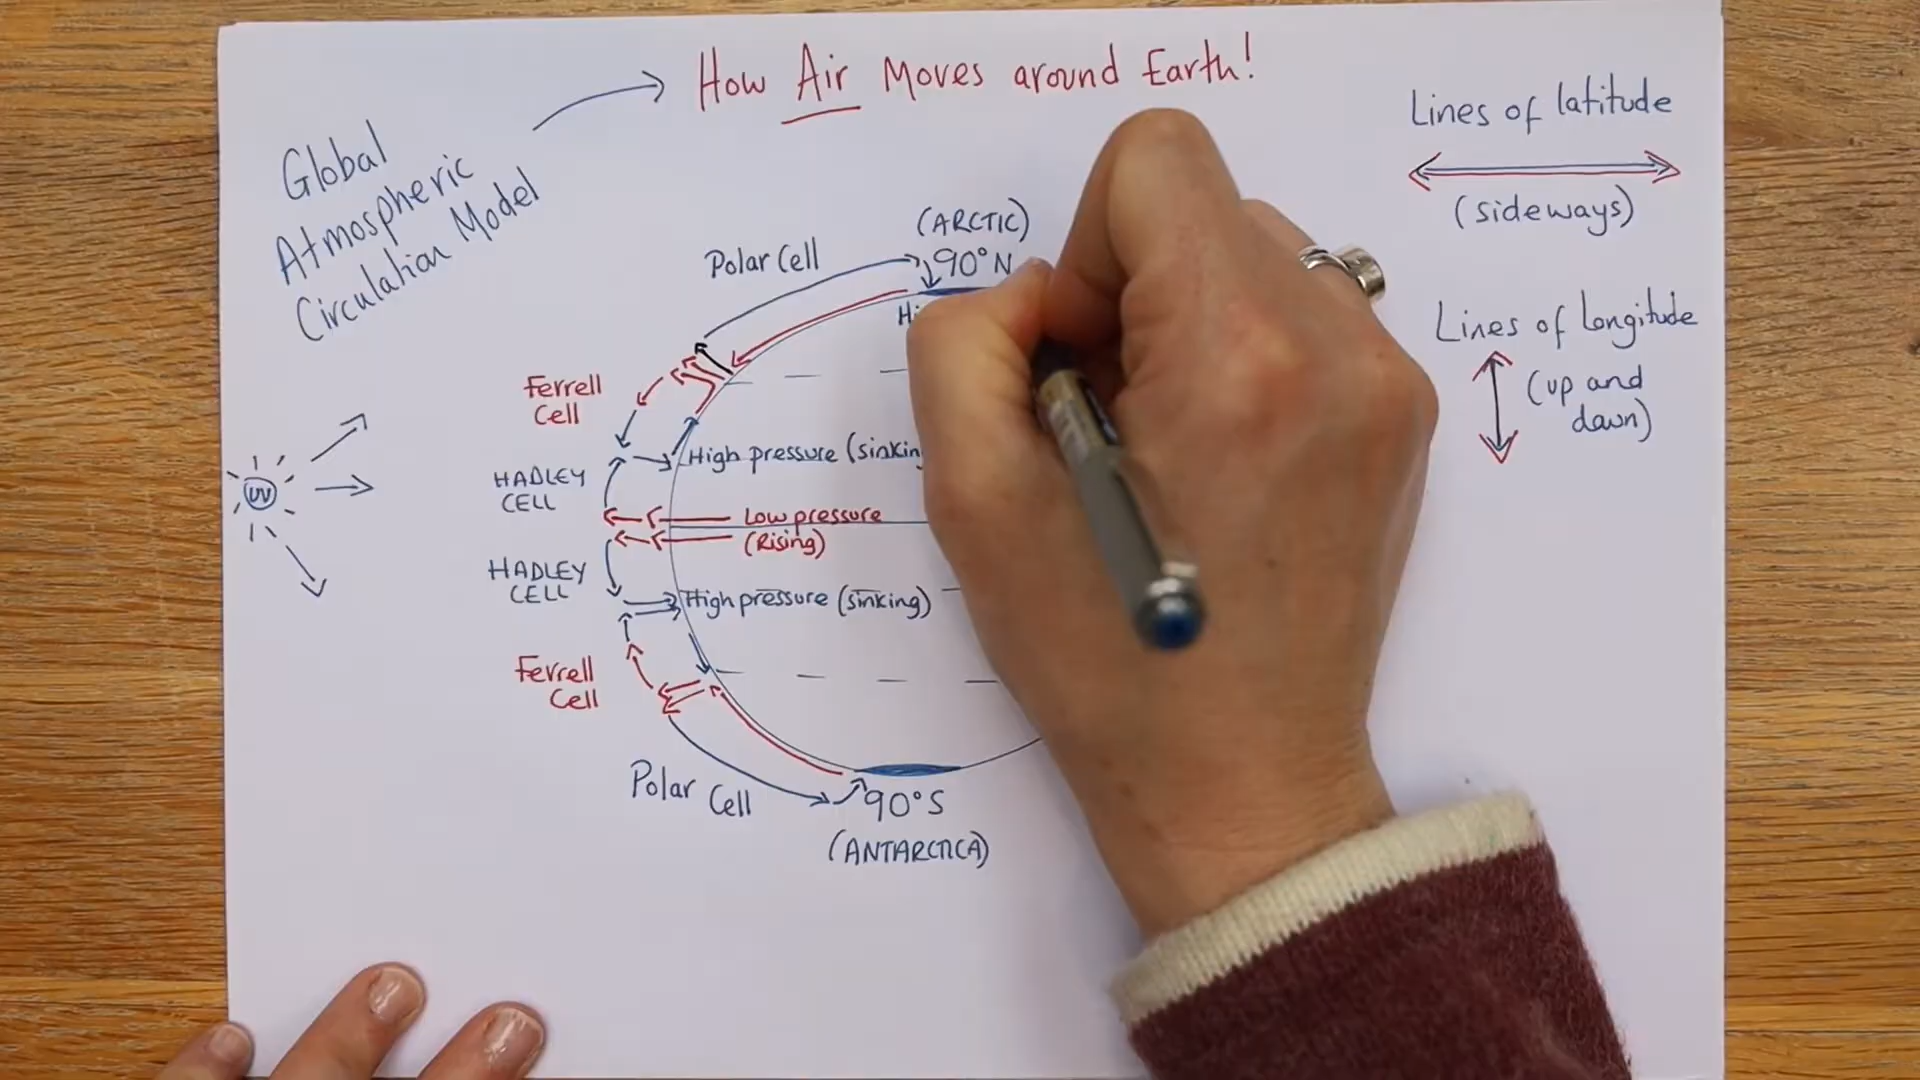 How Air Moves around Earth!
Global
Atmospheric
Circulation Model
Lines of latitude
(sideways)
Lines of longitude
(up and
down)
(ARCTIC)
90°N
Polar Cell
Ferrell
Cell
High pressure (sinkin
HADLEY
CELL
Low pressure
(Rising)
UV
HADLEY
CELL
High pressure (sinking)
Ferrell
Cell
Polar Cell
90°S
(ANTARCTICA)